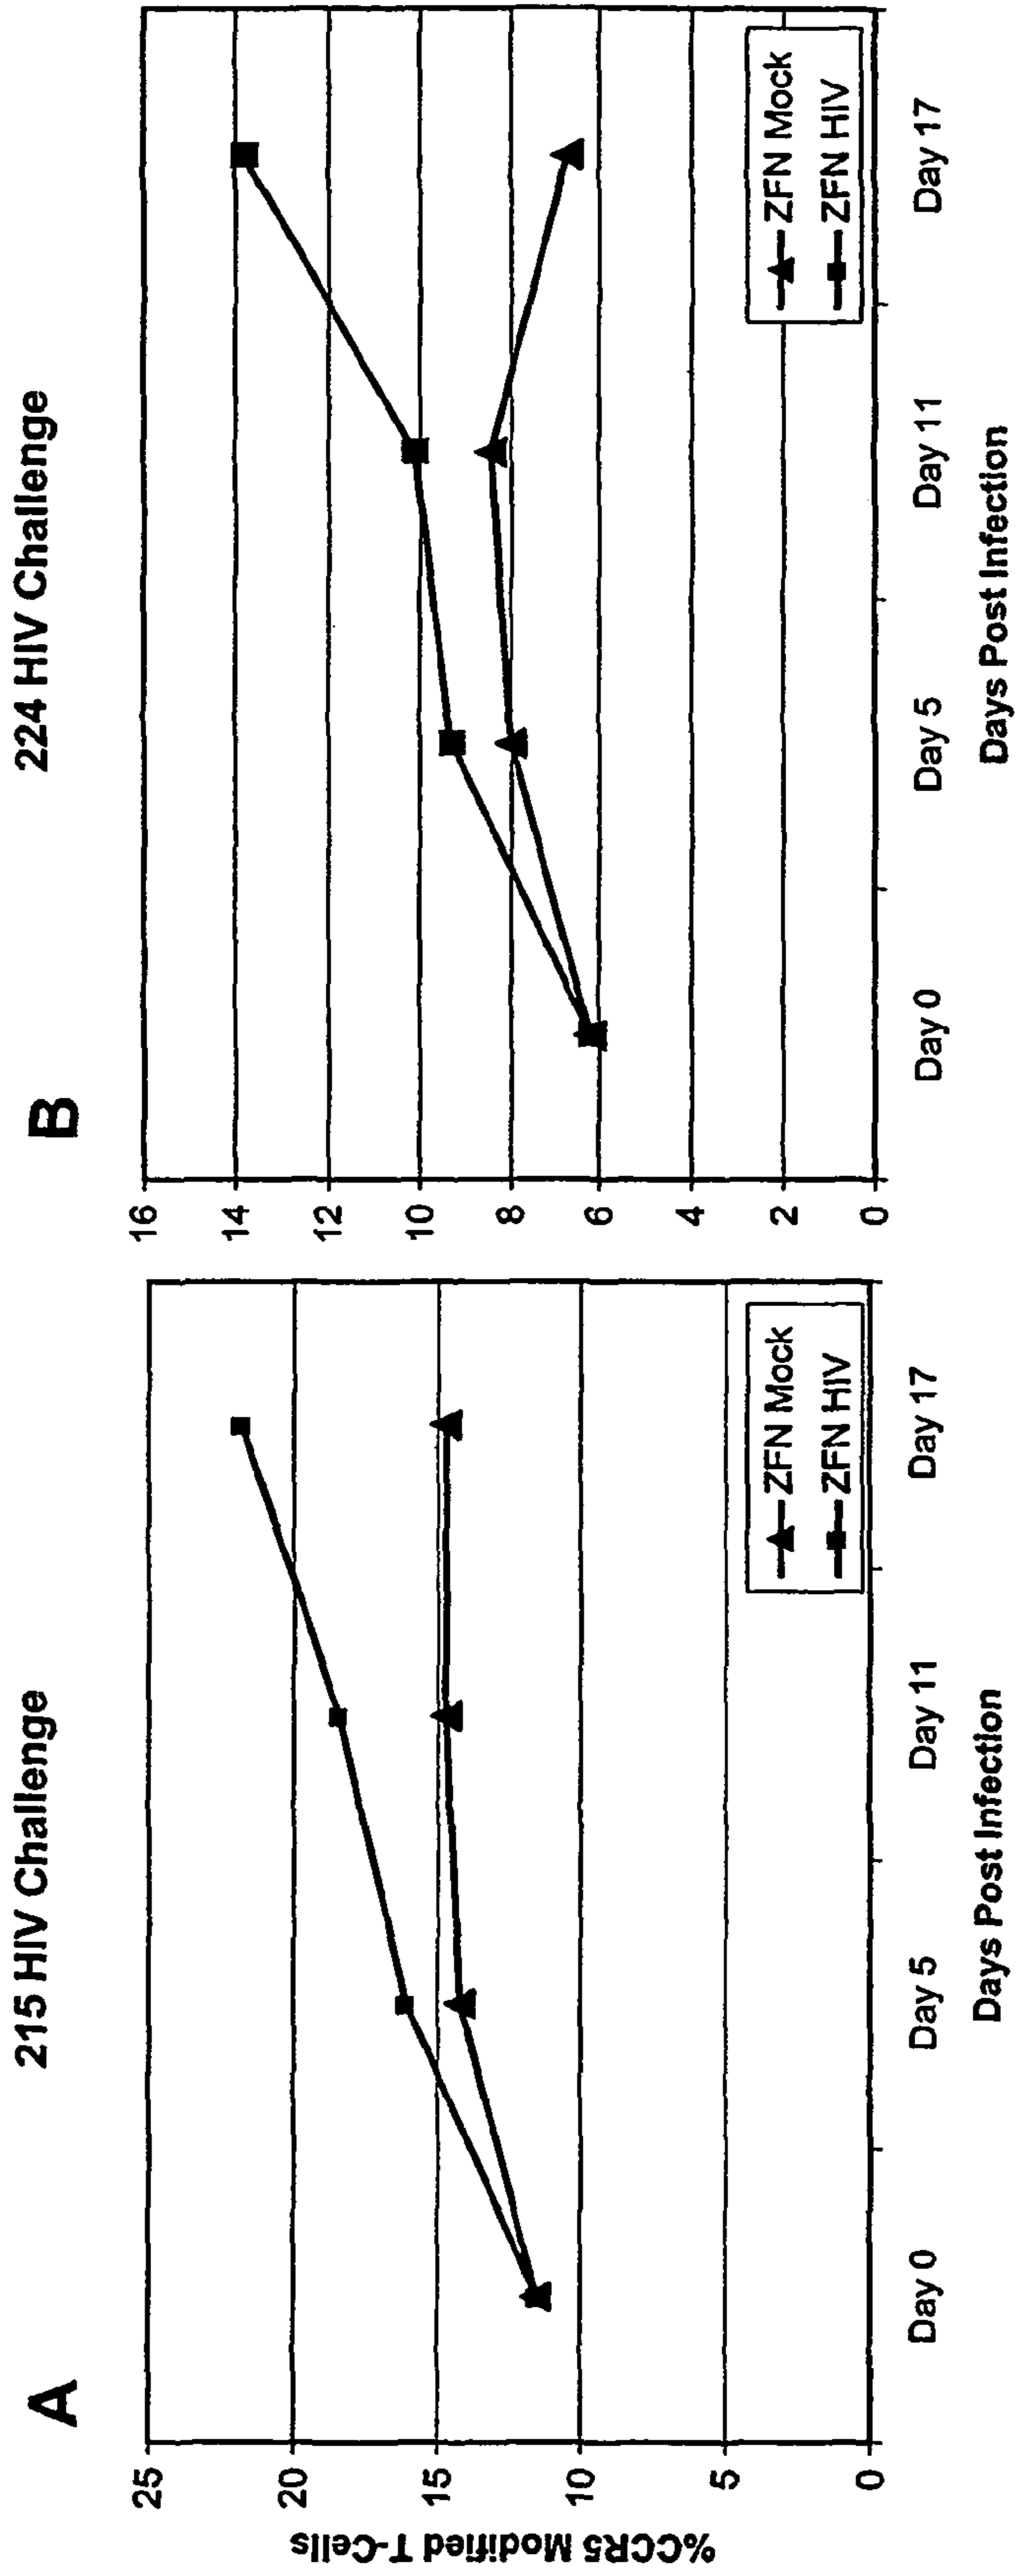 A
215 HIV Challenge
%CCR5 Modified T-Cells
25
20
15
10
5
0
ZFN Mock
ZFN HIV
Day 0 Day 5 Day 11 Day 17
Days Post Infection
B
224 HIV Challenge
16
14
12
10
8
6
4
2
0
ZFN Mock
ZFN HIV
Day 0 Day 5 Day 11 Day 17
Days Post Infection